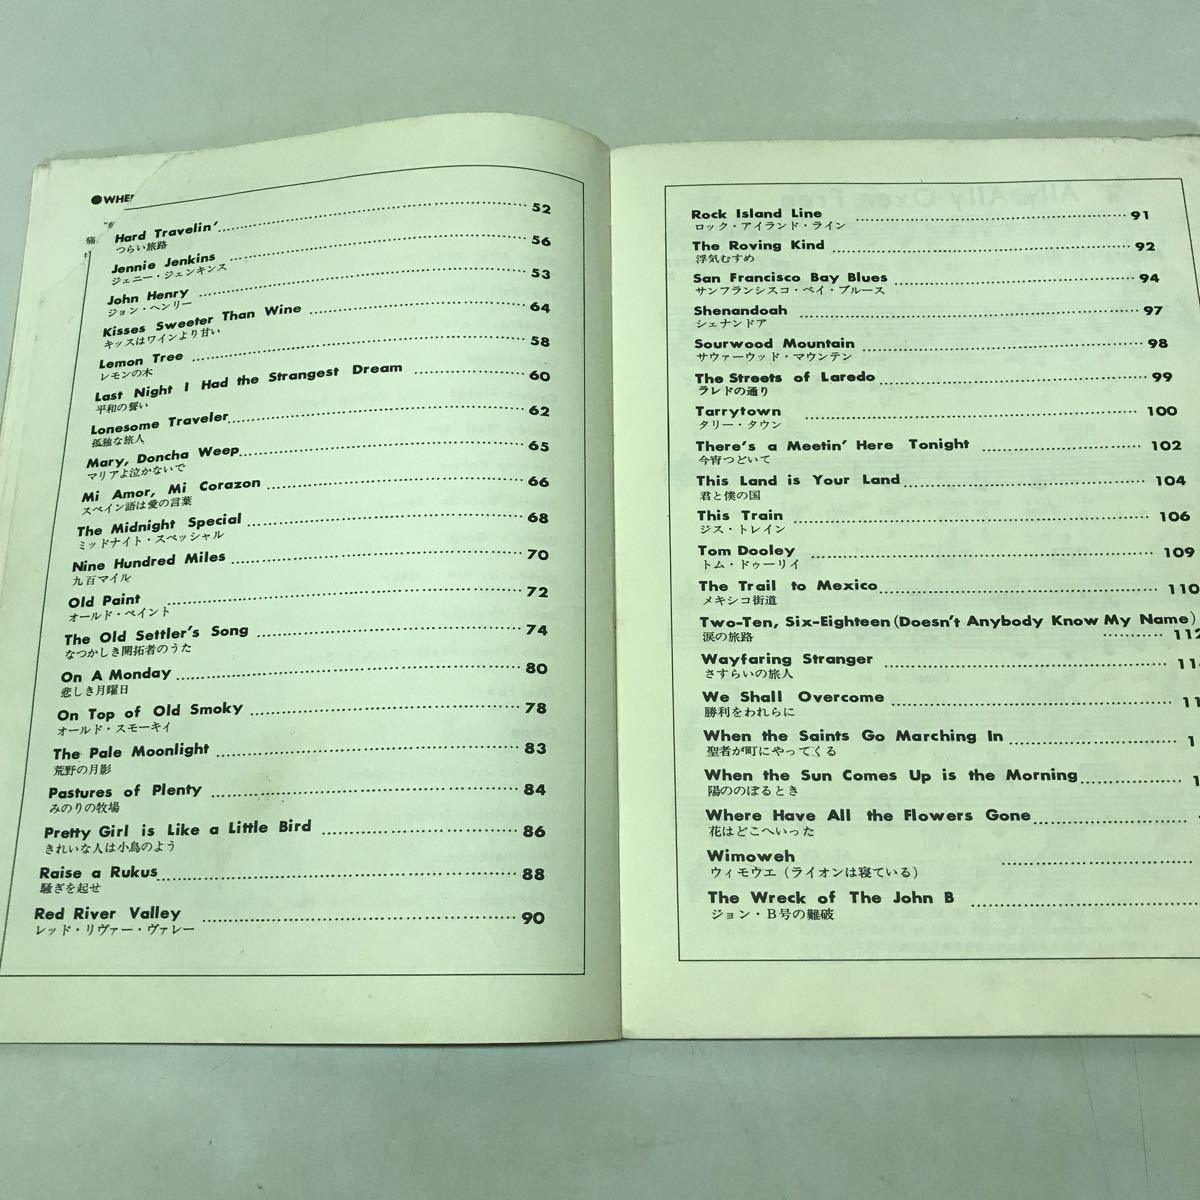 ●WHE
痛
Hard Travelin' 52
つらい旅路
Jennie Jenkins 56
ジェニー・ジェンキンス
John Henry 53
ジョン・ヘンリー
Kisses Sweeter Than Wine 64
キッスはワインより甘い
Lemon Tree 58
レモンの木
Last Night I Had the Strangest Dream 60
平和の誓い
Lonesome Traveler 62
孤独な旅人
Mary, Doncha Weep 65
マリアよ泣かないで
Mi Amor, Mi Corazon 66
スペイン語は愛の言葉
The Midnight Special 68
ミッドナイト・スペッシャル
Nine Hundred Miles 70
九百マイル
Old Paint 72
オールド・ペイント
The Old Settler's Song 74
なつかしき開拓者のうた
On A Monday 80
悲しき月曜日
On Top of Old Smoky 78
オールド・スモーキイ
The Pale Moonlight 83
荒野の月影
Pastures of Plenty 84
みのりの牧場
Pretty Girl is Like a Little Bird 86
きれいな人は小鳥のよう
Raise a Rukus 88
騒ぎを起せ
Red River Valley 90
レッド・リヴァー・ヴァレー
Rock Island Line 91
ロック・アイランド・ライン
The Roving Kind 92
浮気むすめ
San Francisco Bay Blues 94
サンフランシスコ・ベイ・ブルース
Shenandoah 97
シェナンドア
Sourwood Mountain 98
サウァーウッド・マウンテン
The Streets of Laredo 99
ラレドの通り
Tarrytown 100
タリー・タウン
There's a Meetin' Here Tonight 102
今宵つどいて
This Land is Your Land 104
君と僕の国
This Train 106
ジス・トレイン
Tom Dooley 109
トム・ドゥーリイ
The Trail to Mexico 110
メキシコ街道
Two-Ten, Six-Eighteen (Doesn't Anybody Know My Name)
涙の旅路 112
Wayfaring Stranger 11
さすらいの旅人
We Shall Overcome 11
勝利をわれらに
When the Saints Go Marching In 1
聖者が町にやってくる
When the Sun Comes Up is the Morning 1
陽ののぼるとき
Where Have All the Flowers Gone
花はどこへいった
Wimoweh
ウィモウエ（ライオンは寝ている）
The Wreck of The John B
ジョン・B号の難破